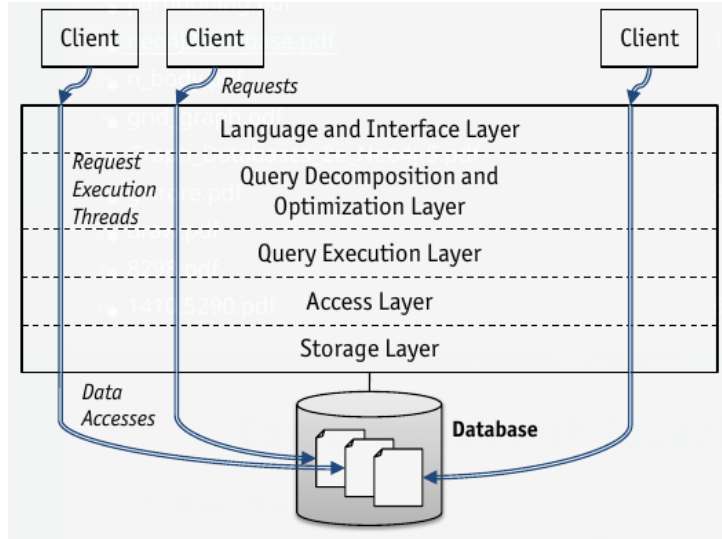 Client
Client
Client
Requests
Language and Interface Layer
Request
Execution
Threads
Query Decomposition and
Optimization Layer
Query Execution Layer
Access Layer
Storage Layer
Data
Accesses
Database